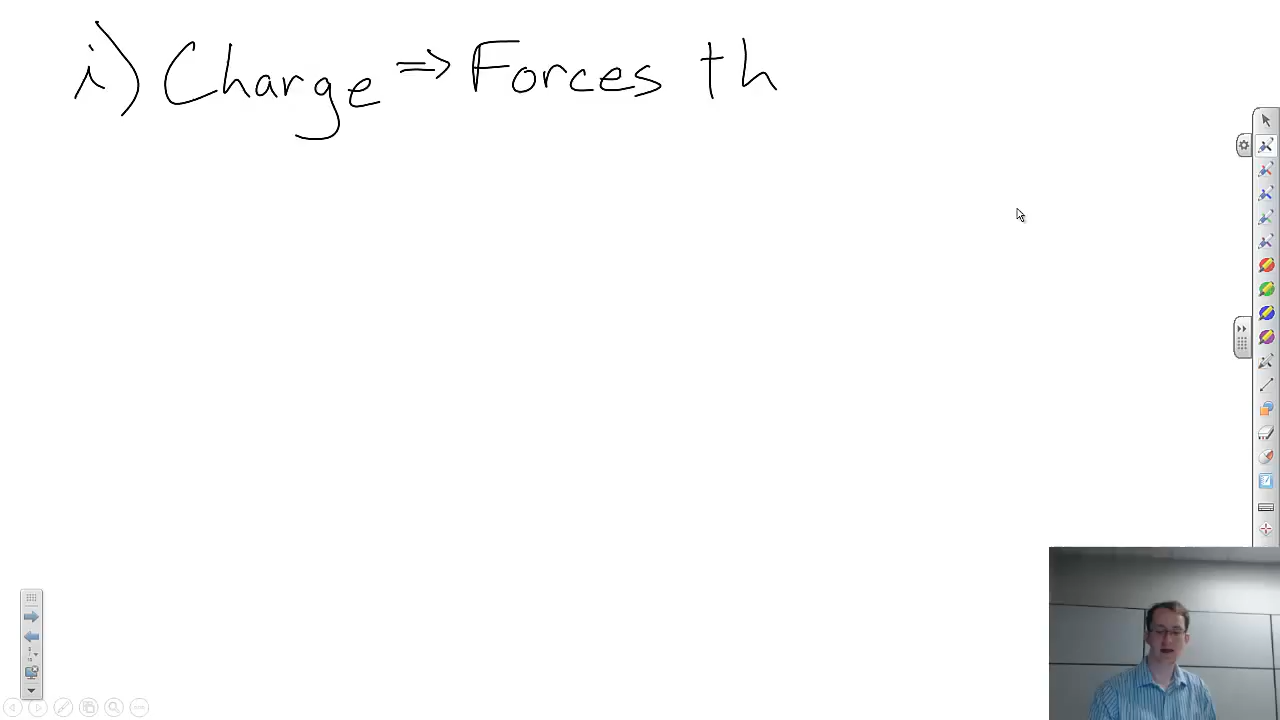 i) Charge ⇒ Forces th